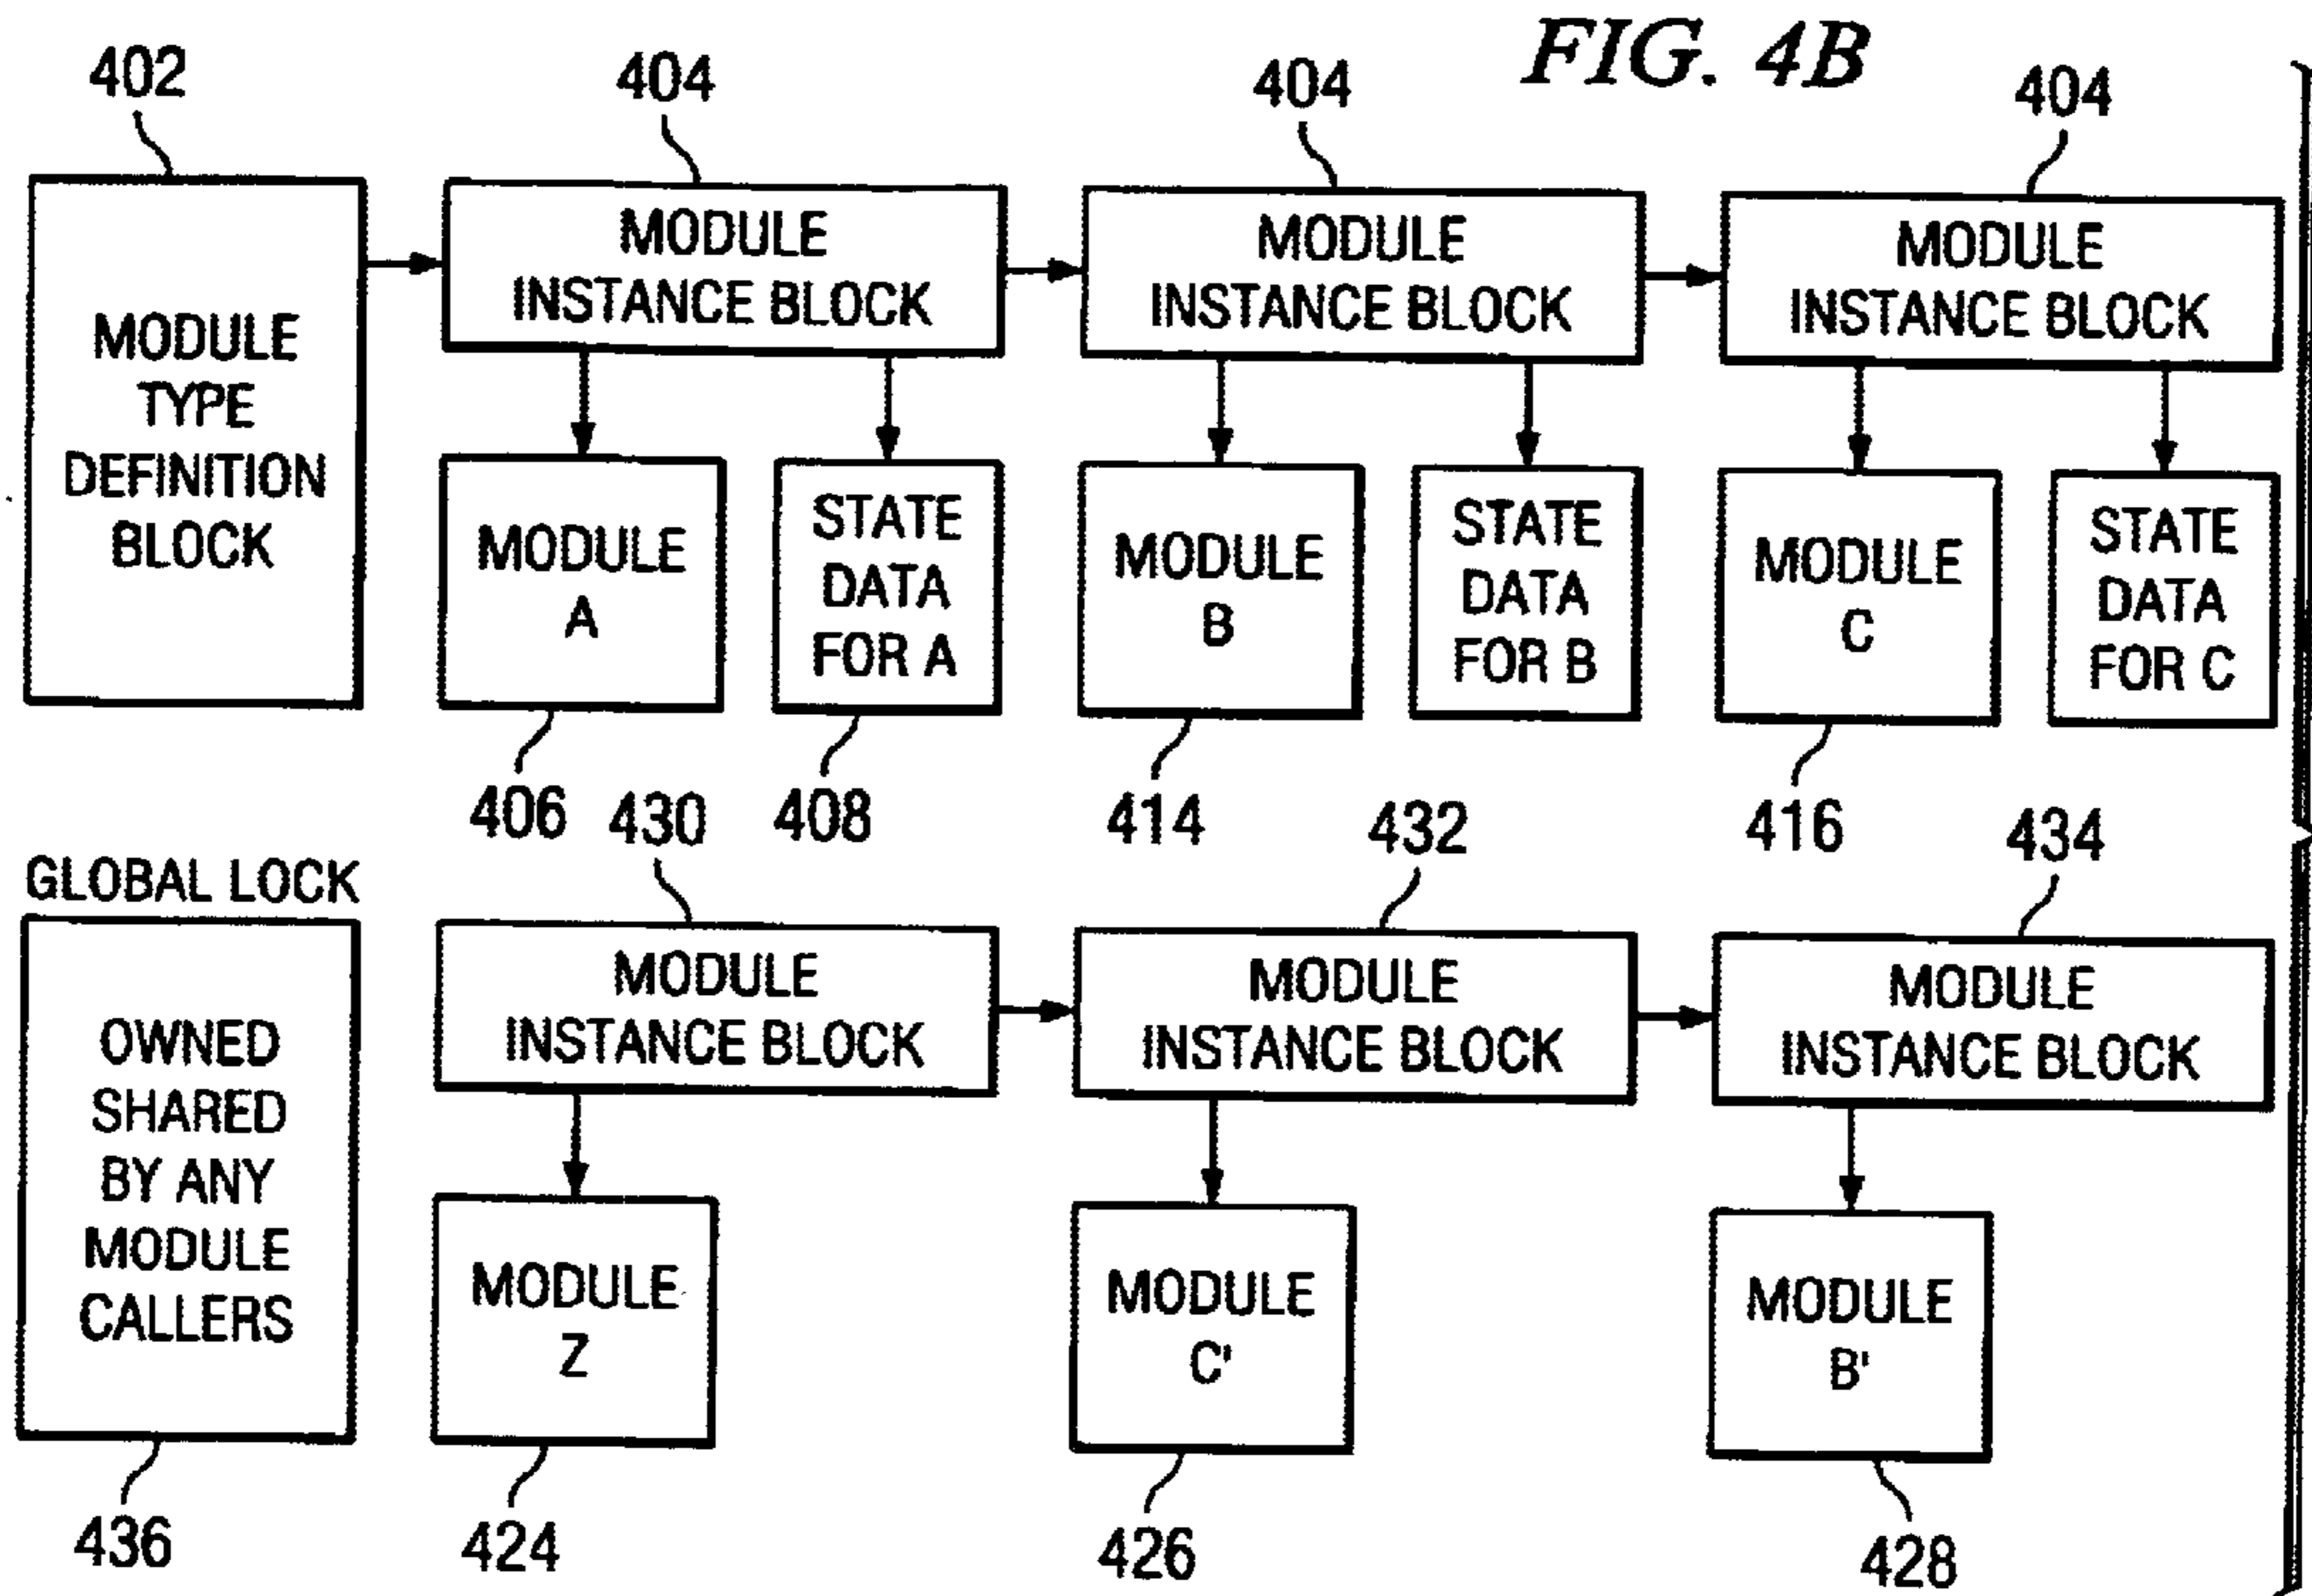 FIG. 4B
402
404
404
404
MODULE
TYPE
DEFINITION
BLOCK
MODULE
INSTANCE BLOCK
MODULE
INSTANCE BLOCK
MODULE
INSTANCE BLOCK
MODULE
A
STATE
DATA
FOR A
MODULE
B
STATE
DATA
FOR B
MODULE
C
STATE
DATA
FOR C
406
408
414
416
GLOBAL LOCK
430
432
434
OWNED
SHARED
BY ANY
MODULE
CALLERS
MODULE
INSTANCE BLOCK
MODULE
INSTANCE BLOCK
MODULE
INSTANCE BLOCK
MODULE
Z
MODULE
C'
MODULE
B'
436
424
426
428